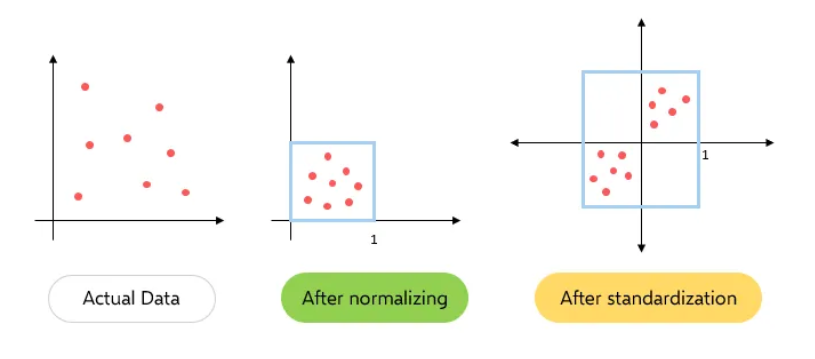 1
1
Actual Data
After normalizing
After standardization